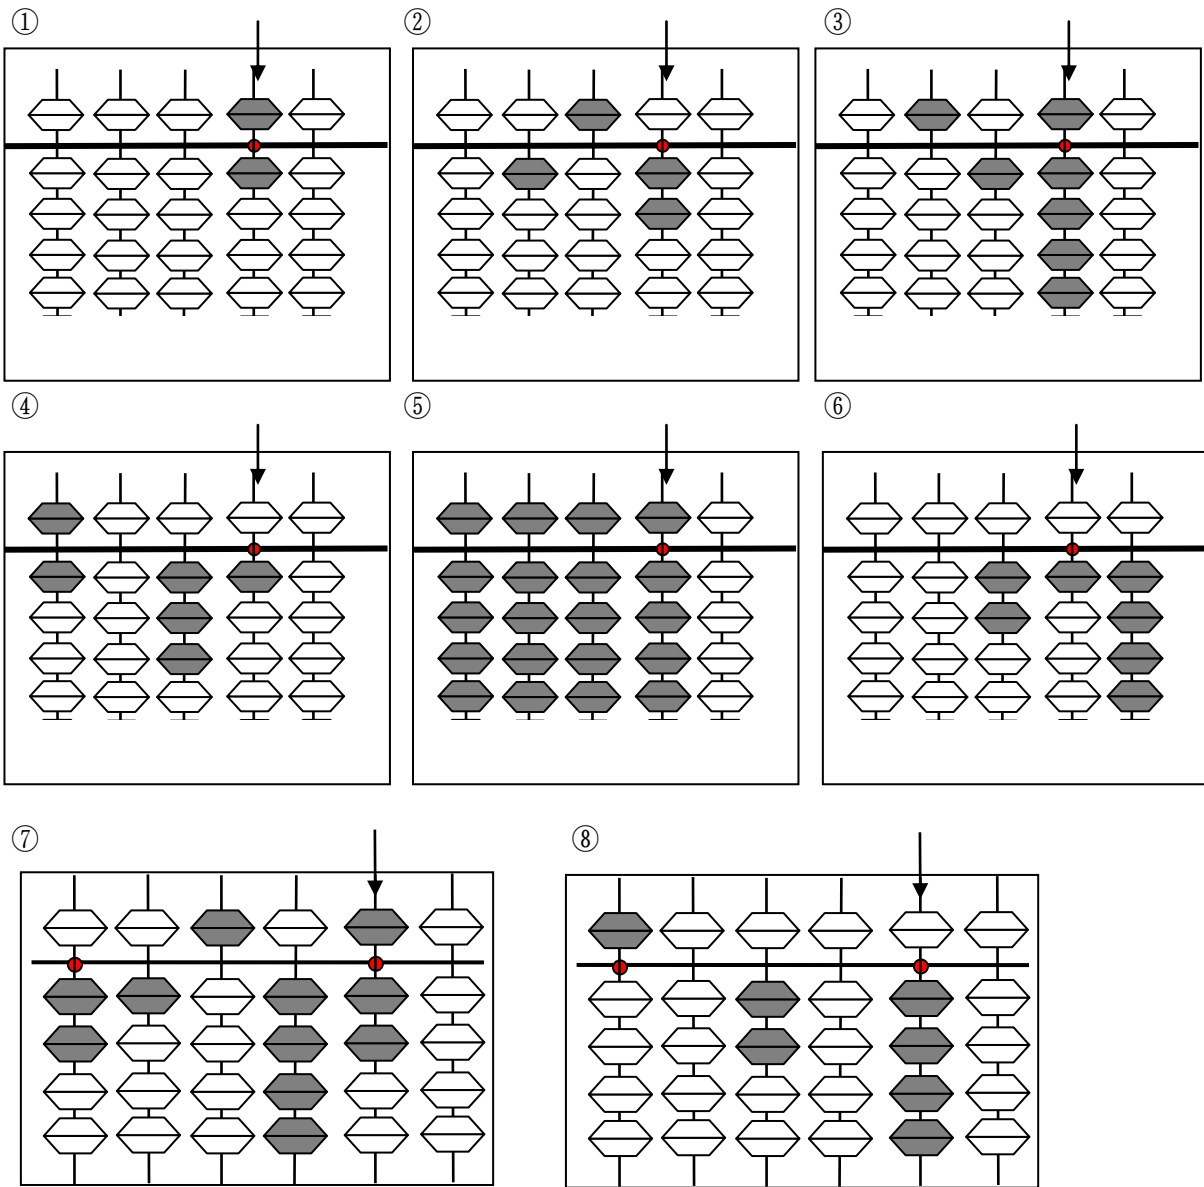 ① ② ③
④ ⑤ ⑥
⑦ ⑧